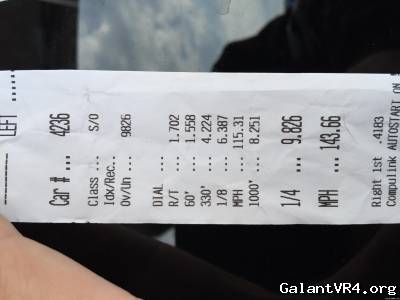 LEFT
Car # ... 4236
Class ... S/O
Idx/Rec..
Ov/Un ... 9826
DIAL ...
R/T ... 1.702
60' ... 1.558
330' ... 4.224
1/8 ... 6.387
MPH ... 115.31
1000' ... 8.251
1/4 ... 9.826
MPH ... 143.66
Right 1st .4183
Compulink AUTOSTART ON
GalantVR4.org